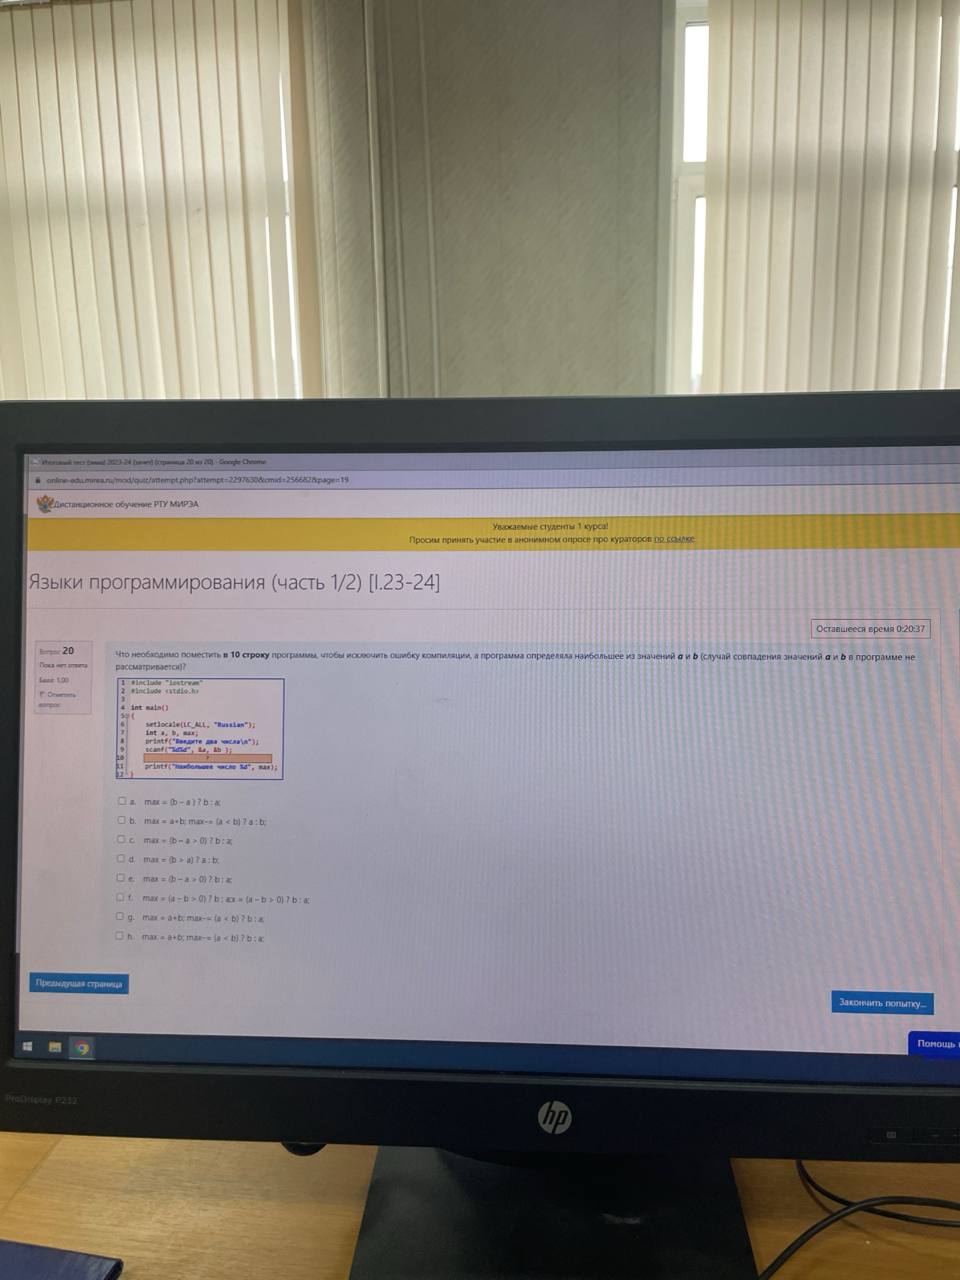 Итоговый тест (зима) 2023-24 (зачет) (страница 20 из 20) - Google Chrome
online-edu.mirea.ru/mod/quiz/attempt.php?attempt=2297630&cmid=256682&page=19
Дистанционное обучение РТУ МИРЭА
Уважаемые студенты 1 курса!
Просим принять участие в анонимном опросе про кураторов по ссылке
Языки программирования (часть 1/2) [I.23-24]
Оставшееся время 0:20:37
Вопрос 20
Пока нет ответа
Балл: 1,00
Отметить
вопрос
Что необходимо поместить в 10 строку программы, чтобы исключить ошибку компиляции, а программа определяла наибольшее из значений a и b (случай совпадения значений a и b в программе не
рассматривается)?
1 #include "iostream"
2 #include <stdio.h>
3
4 int main()
5 {
6 setlocale(LC_ALL, "Russian");
7 int a, b, max;
8 printf("Введите два числа\n");
9 scanf("%d%d", &a, &b );
10 ?
11 printf("Наибольшее число %d", max);
12 }
a. max = (b – a ) ? b : a;
b. max = a+b; max-= (a < b) ? a : b;
c. max = (b – a > 0) ? b : a;
d. max = (b > a) ? a : b;
e. max = (b – a > 0) ? b : a;
f. max = (a – b > 0) ? b : a;x = (a – b > 0) ? b : a;
g. max = a+b; max-= (a < b) ? b : a;
h. max = a+b; max-= (a < b) ? b : a;
Предыдущая страница
Закончить попытку...
Помощь
ProDisplay P232
hp